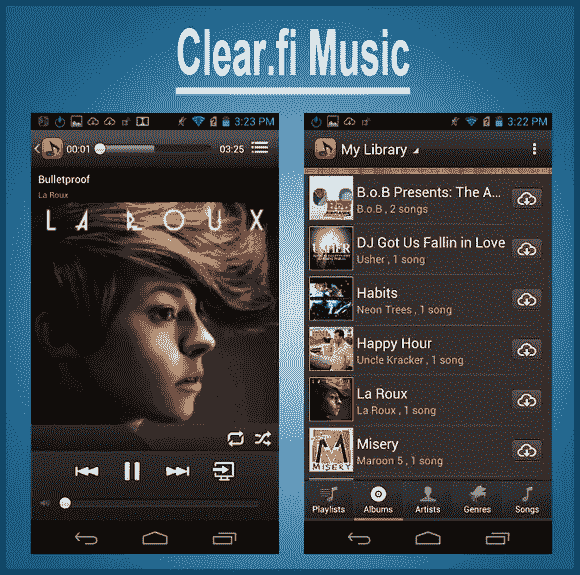 Clear.fi Music
3:23 PM
00:01
03:25
Bulletproof
La Roux
LA ROUX
3:22 PM
My Library
B.o.B Presents: The A...
B.o.B , 2 songs
DJ Got Us Fallin in Love
USHER
Usher , 1 song
Habits
Neon Trees , 1 song
Happy Hour
Uncle Kracker , 1 song
La Roux
La Roux , 1 song
Misery
MISERY
Maroon 5 , 1 song
Playlists
Albums
Artists
Genres
Songs